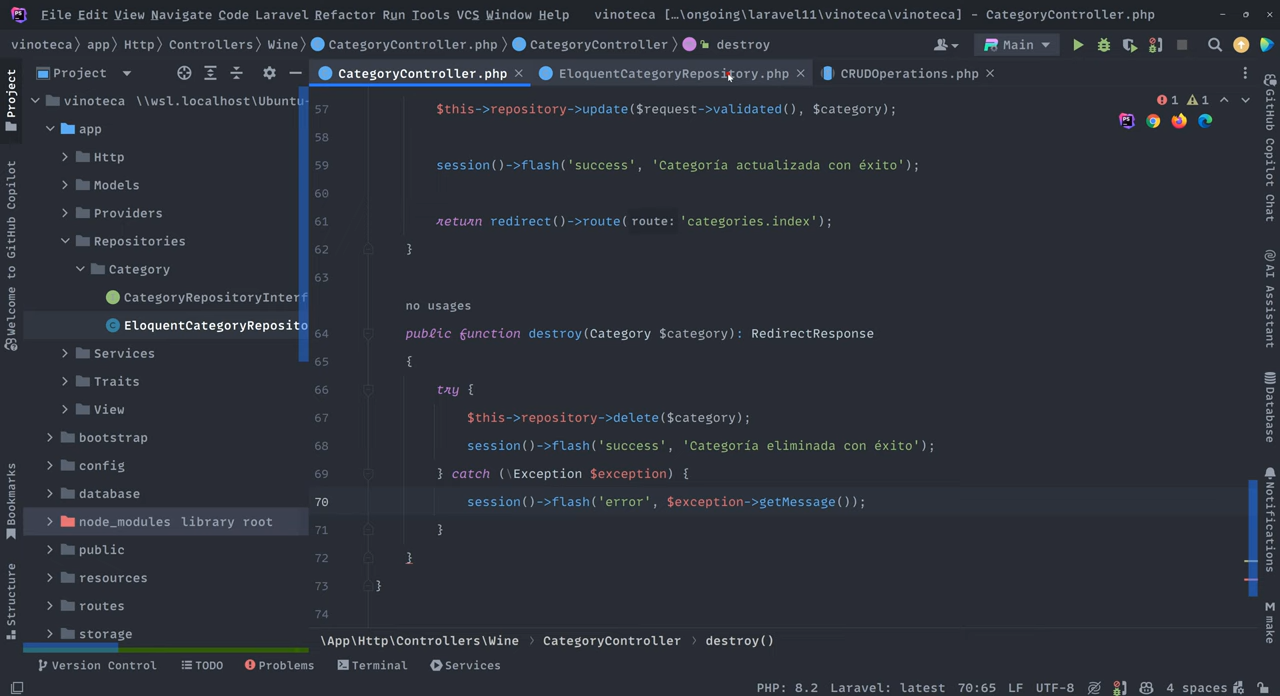 File Edit View Navigate Code Laravel Refactor Run Tools VCS Window Help vinoteca [...\ongoing\laravel11\vinoteca\vinoteca] - CategoryController.php
vinoteca app Http Controllers Wine CategoryController.php CategoryController destroy Main
Project CategoryController.php EloquentCategoryRepository.php CRUDOperations.php
Project
Welcome to GitHub Copilot
Bookmarks
Structure
vinoteca \\wsl.localhost\Ubuntu-
app
Http
Models
Providers
Repositories
Category
CategoryRepositoryInterf
EloquentCategoryReposito
Services
Traits
View
bootstrap
config
database
node_modules library root
public
resources
routes
storage
1 1
57 $this->repository->update($request->validated(), $category);
58
59 session()->flash('success', 'Categoría actualizada con éxito');
60
61 return redirect()->route( route: 'categories.index');
62 }
63
no usages
64 public function destroy(Category $category): RedirectResponse
65 {
66 try {
67 $this->repository->delete($category);
68 session()->flash('success', 'Categoría eliminada con éxito');
69 } catch (\Exception $exception) {
70 session()->flash('error', $exception->getMessage());
71 }
72 }
73 }
74
\App\Http\Controllers\Wine › CategoryController › destroy()
GitHub Copilot Chat
AI Assistant
Database
Notifications
make
Version Control TODO Problems Terminal Services
PHP: 8.2 Laravel: latest 70:65 LF UTF-8 4 spaces